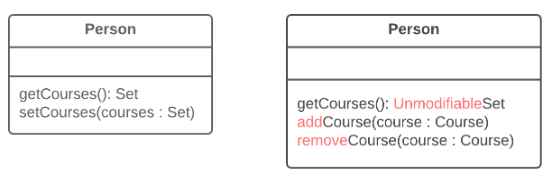 Person
getCourses(): Set
setCourses(courses : Set)
Person
getCourses(): UnmodifiableSet
addCourse(course : Course)
removeCourse(course : Course)